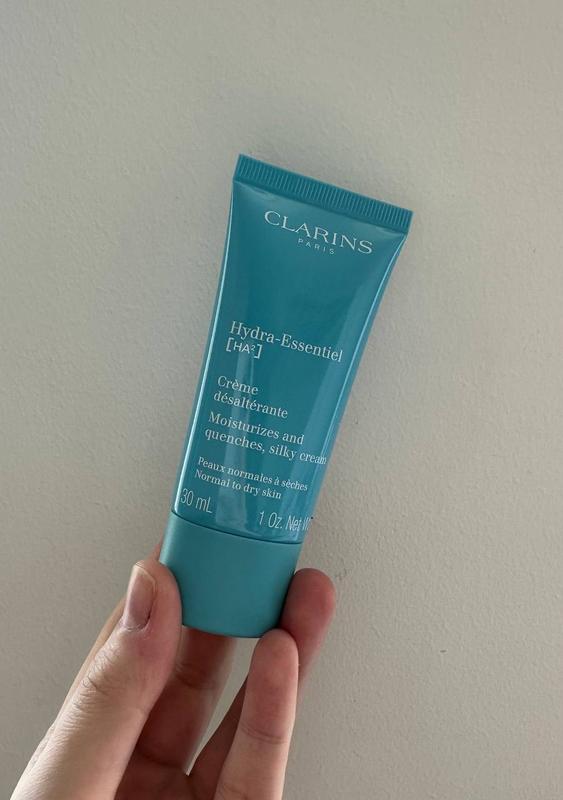 CLARINS
PARIS
Hydra-Essentiel
[HA²]
Crème
désaltérante
Moisturizes and
quenches, silky cream
Peaux normales à sèches
Normal to dry skin
30 mL 1 Oz. Net